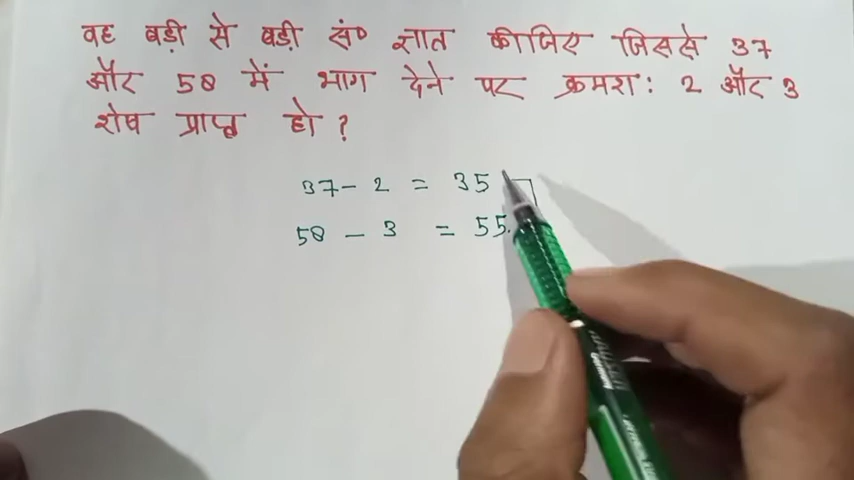 वह बड़ी से बड़ी सं० ज्ञात कीजिए जिससे 37
और 58 में भाग देने पर क्रमश: 2 और 3
शेष प्राप्त हो ?
37 - 2 = 35
58 - 3 = 55